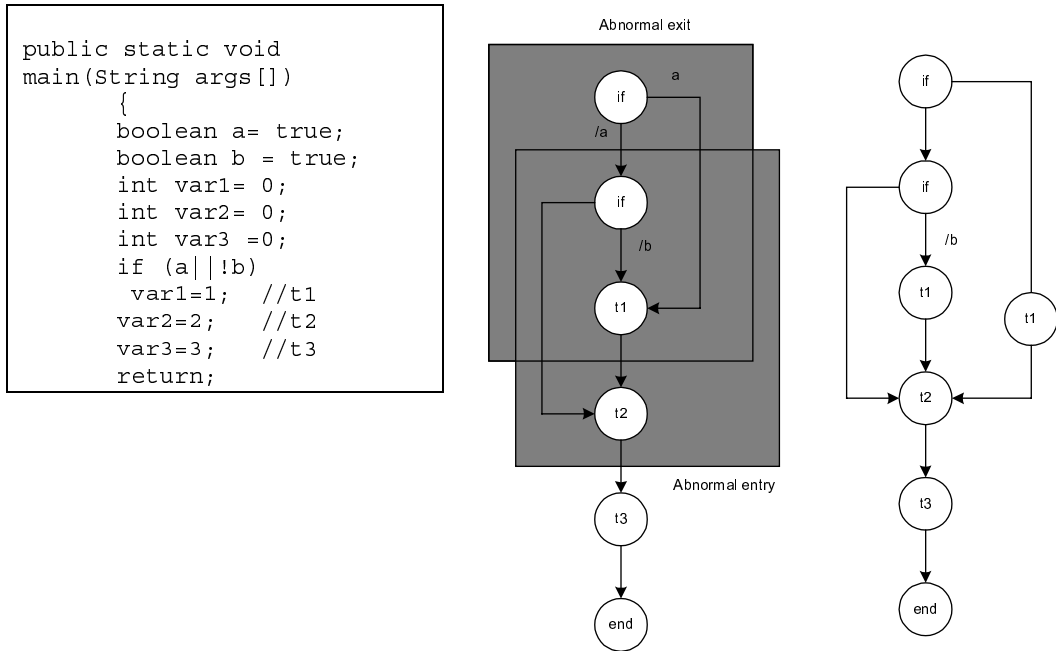 public static void
main(String args[])
{
boolean a= true;
boolean b = true;
int var1= 0;
int var2= 0;
int var3 =0;
if (a||!b)
var1=1; //t1
var2=2; //t2
var3=3; //t3
return;
Abnormal exit
if
a
/a
if
/b
t1
t2
Abnormal entry
t3
end
if
if
/b
t1
t1
t2
t3
end